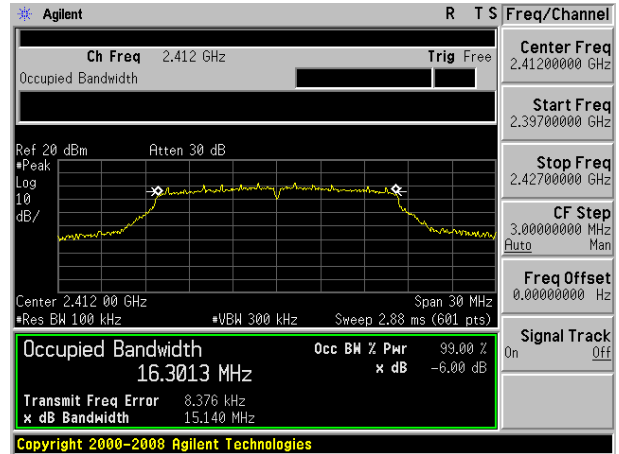 Agilent R T S Freq/Channel
Ch Freq 2.412 GHz Trig Free
Occupied Bandwidth
Center Freq
2.41200000 GHz
Start Freq
2.39700000 GHz
Stop Freq
2.42700000 GHz
CF Step
3.00000000 MHz
Auto Man
Freq Offset
0.00000000 Hz
Signal Track
On Off
Ref 20 dBm Atten 30 dB
#Peak
Log
10
dB/
Center 2.412 00 GHz Span 30 MHz
#Res BW 100 kHz #VBW 300 kHz Sweep 2.88 ms (601 pts)
Occupied Bandwidth Occ BW % Pwr 99.00 %
16.3013 MHz x dB -6.00 dB
Transmit Freq Error 8.376 kHz
x dB Bandwidth 15.140 MHz
Copyright 2000-2008 Agilent Technologies